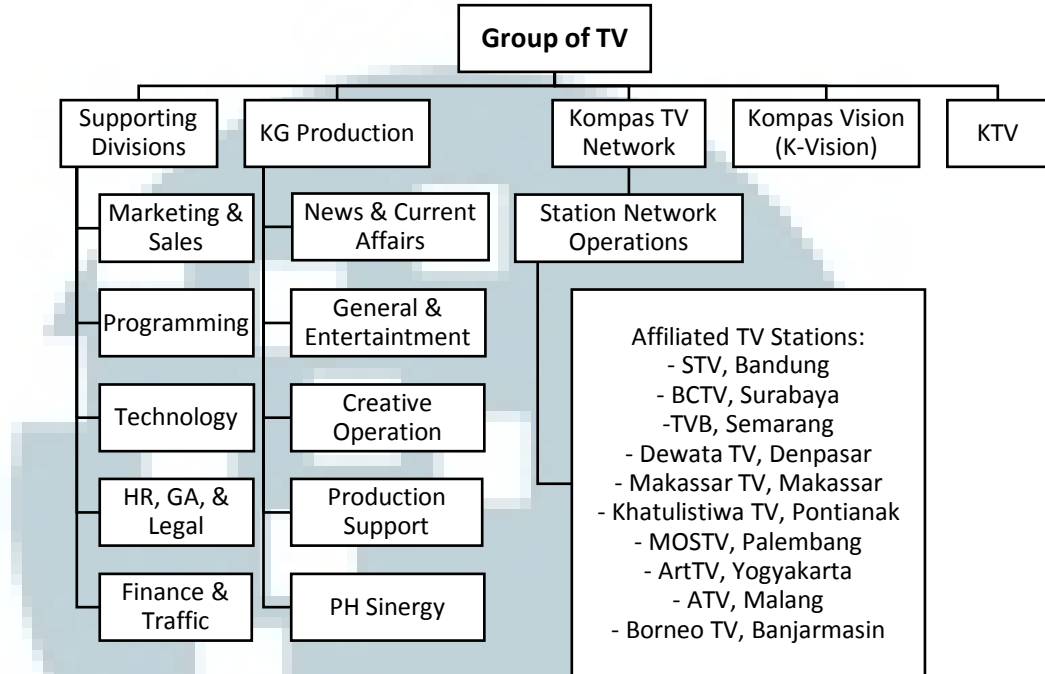 Group of TV
Supporting
Divisions
KG Production
Kompas TV
Network
Kompas Vision
(K-Vision)
KTV
Marketing &
Sales
Programming
Technology
HR, GA, &
Legal
Finance &
Traffic
News & Current
Affairs
General &
Entertaintment
Creative
Operation
Production
Support
PH Sinergy
Station Network
Operations
Affiliated TV Stations:
- STV, Bandung
- BCTV, Surabaya
-TVB, Semarang
- Dewata TV, Denpasar
- Makassar TV, Makassar
- Khatulistiwa TV, Pontianak
- MOSTV, Palembang
- ArtTV, Yogyakarta
- ATV, Malang
- Borneo TV, Banjarmasin